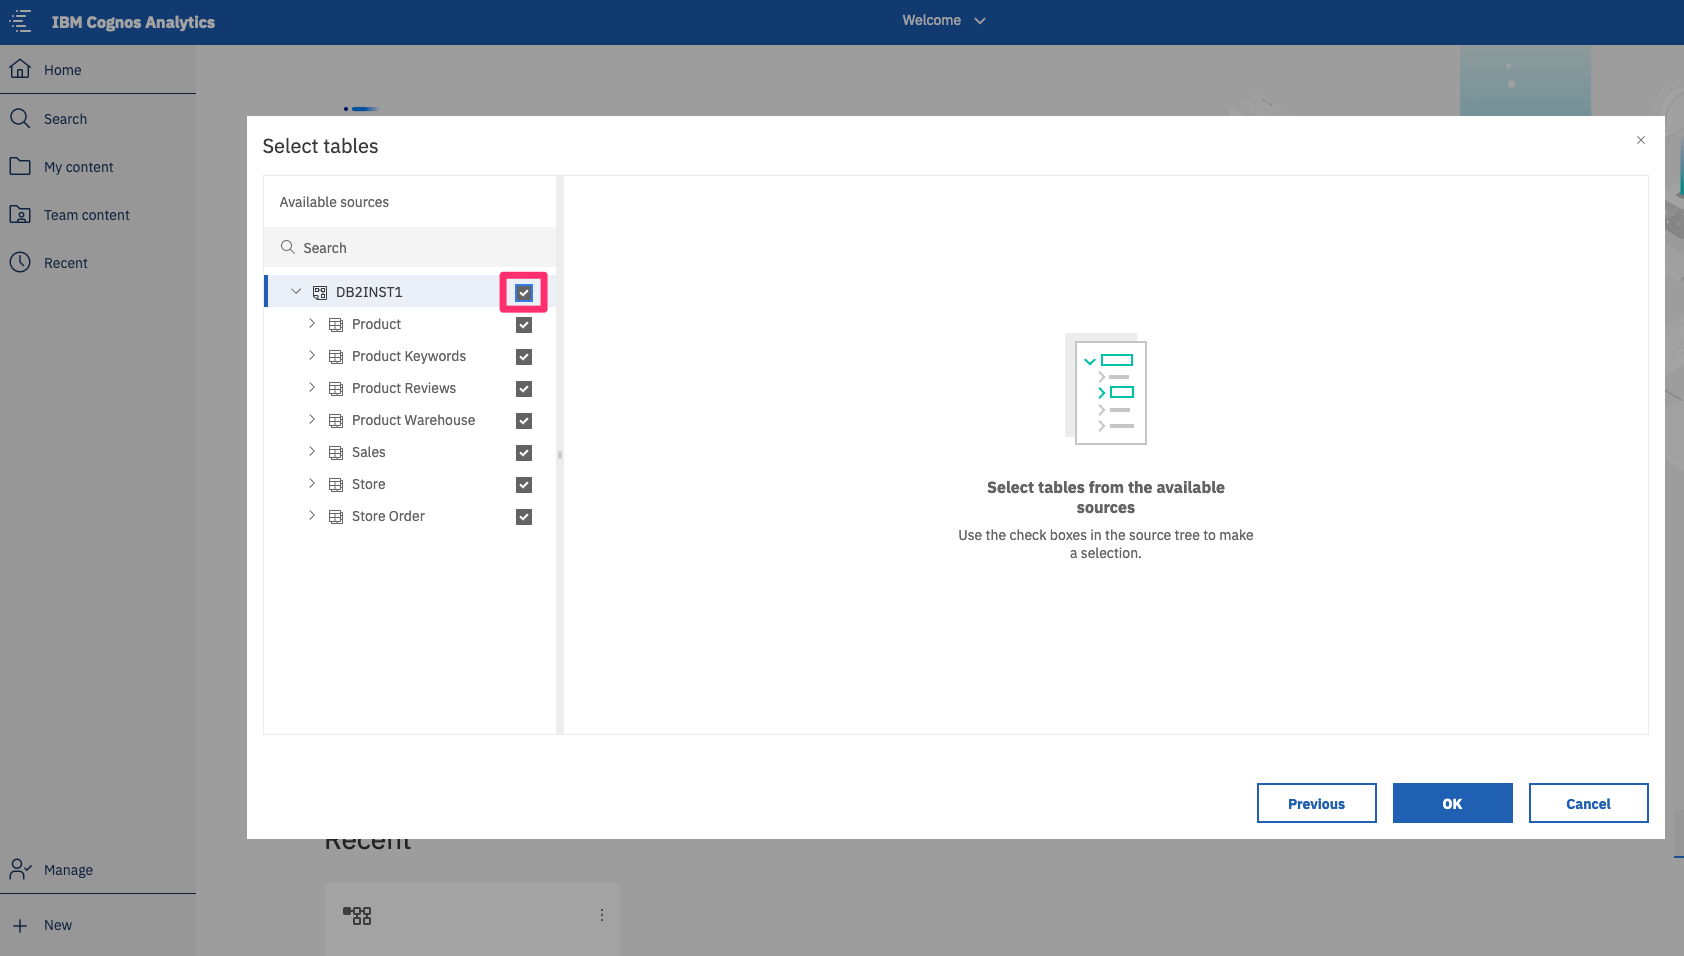 IBM Cognos Analytics
Welcome
Home
Search
My content
Team content
Recent
Manage
New
Select tables
Available sources
Search
DB2INST1
Product
Product Keywords
Product Reviews
Product Warehouse
Sales
Store
Store Order
Select tables from the available
sources
Use the check boxes in the source tree to make
a selection.
Previous
OK
Cancel
Recent